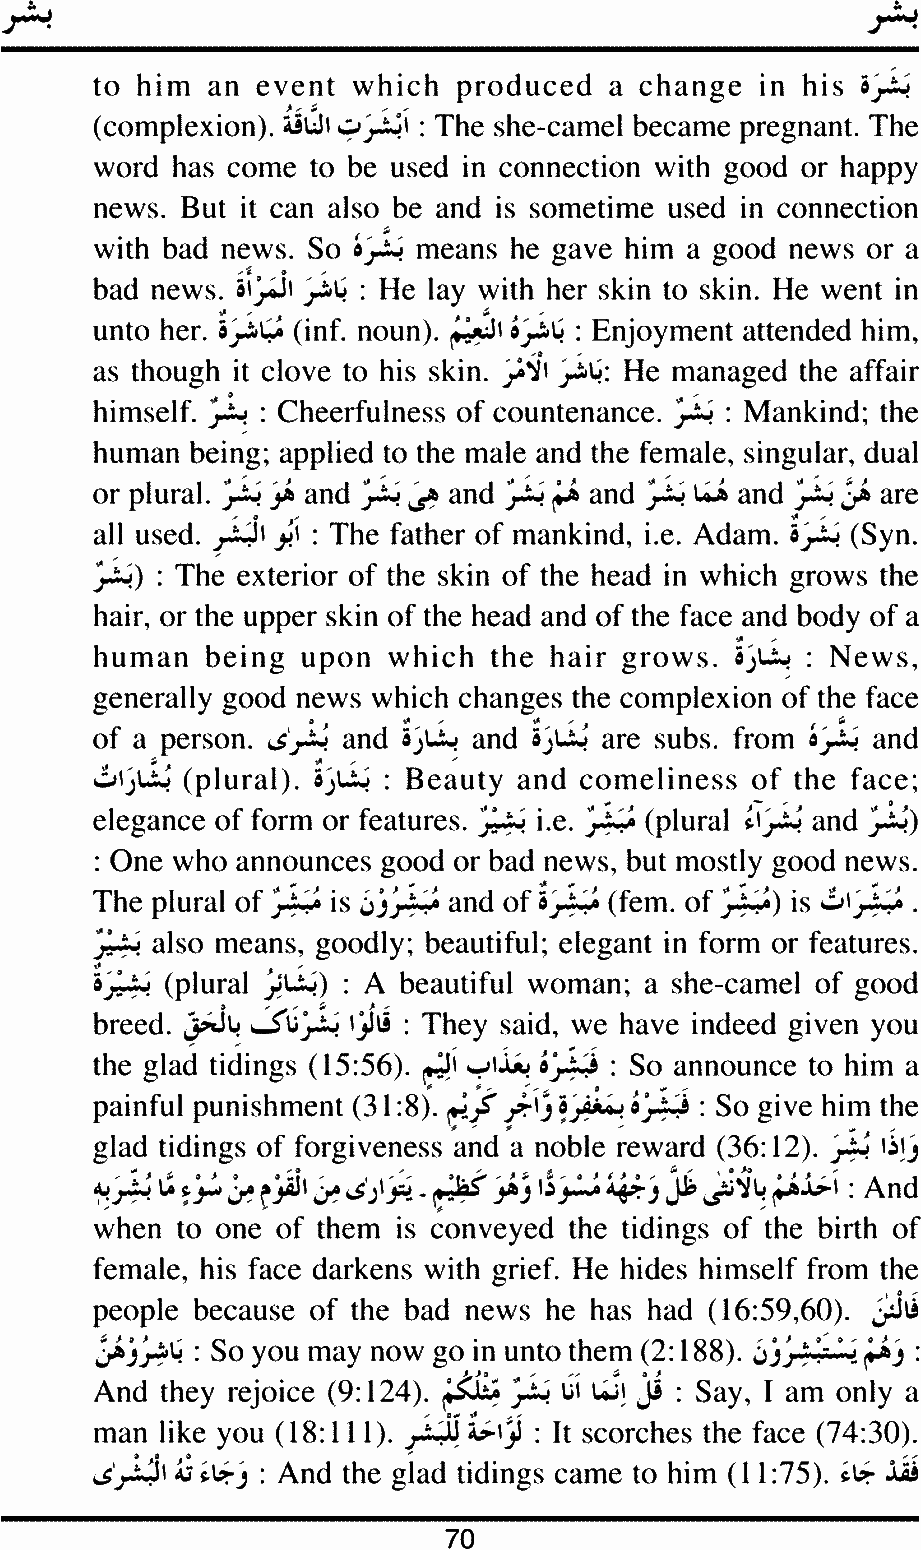 بشر بشر
to him an event which produced a change in his بَشَرَة
(complexion). اَبْشَرَتِ النَّاقَةُ : The she-camel became pregnant. The
word has come to be used in connection with good or happy
news. But it can also be and is sometime used in connection
with bad news. So بَشَّرَهُ means he gave him a good news or a
bad news. بَاشَرَ الْمَرْأَةَ : He lay with her skin to skin. He went in
unto her. مُبَاشَرَةٌ (inf. noun). بَاشَرَهُ النَّعِيْمُ : Enjoyment attended him,
as though it clove to his skin. بَاشَرَ الْاَمْرَ: He managed the affair
himself. بِشْرٌ : Cheerfulness of countenance. بَشَرٌ : Mankind; the
human being; applied to the male and the female, singular, dual
or plural. هُوَ بَشَرٌ and هِیَ بَشَرٌ and هُمْ بَشَرٌ and هُمَا بَشَرٌ and هُنَّ بَشَرٌ are
all used. اَبُو الْبَشَرِ : The father of mankind, i.e. Adam. بَشَرَةٌ (Syn.
بَشَرٌ) : The exterior of the skin of the head in which grows the
hair, or the upper skin of the head and of the face and body of a
human being upon which the hair grows. بِشَارَةٌ : News,
generally good news which changes the complexion of the face
of a person. بُشْرٰی and بِشَارَةٌ and بُشَارَةٌ are subs. from بَشَّرَهُ and
بُشَّارَاتٌ (plural). بَشَارَةٌ : Beauty and comeliness of the face;
elegance of form or features. بَشِيْرٌ i.e. مُبَشِّرٌ (plural بُشَرَآءُ and بُشْرٌ)
: One who announces good or bad news, but mostly good news.
The plural of مُبَشِّرٌ is مُبَشِّرُوْنَ and of مُبَشِّرَةٌ (fem. of مُبَشِّرٌ) is مُبَشِّرَاتٌ .
بَشِيْرٌ also means, goodly; beautiful; elegant in form or features.
بَشِيْرَةٌ (plural بَشَائِرُ) : A beautiful woman; a she-camel of good
breed. قَالُوْا بَشَّرْنَاکَ بِالْحَقِّ : They said, we have indeed given you
the glad tidings (15:56). فَبَشِّرْهُ بِعَذَابٍ اَلِيْمٍ : So announce to him a
painful punishment (31:8). فَبَشِّرْهُ بِمَغْفِرَةٍ وَّاَجْرٍ كَرِيْمٍ : So give him the
glad tidings of forgiveness and a noble reward (36:12). وَاِذَا بُشِّرَ
اَحَدُهُمْ بِالْاُنْثٰی ظَلَّ وَجْهُهٗ مُسْوَدًّا وَّهُوَ كَظِيْمٌ ۔ يَتَوَارٰی مِنَ الْقَوْمِ مِنْ سُوْءِ مَا بُشِّرَ بِهٖ : And
when to one of them is conveyed the tidings of the birth of
female, his face darkens with grief. He hides himself from the
people because of the bad news he has had (16:59,60). فَالْئٰنَ
بَاشِرُوْهُنَّ : So you may now go in unto them (2:188). وَهُمْ يَسْتَبْشِرُوْنَ :
And they rejoice (9:124). قُلْ اِنَّمَا اَنَا بَشَرٌ مِّثْلُكُمْ : Say, I am only a
man like you (18:111). لَوَّاحَةٌ لِّلْبَشَرِ : It scorches the face (74:30).
وَجَاءَ تْهُ الْبُشْرٰی : And the glad tidings came to him (11:75). فَقَدْ جَاءَ
70